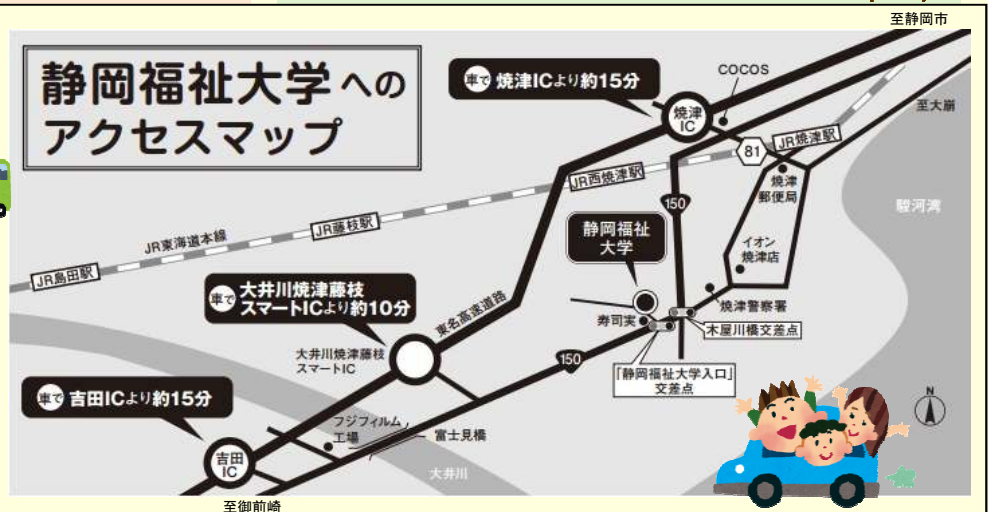 至静岡市
静岡福祉大学への
アクセスマップ
車で 焼津ICより約15分
COCOS
焼津
IC
至大崩
81
JR焼津駅
JR西焼津駅
焼津
郵便局
150
駿河湾
静岡福祉
大学
JR藤枝駅
JR東海道本線
JR島田駅
イオン
焼津店
車で 大井川焼津藤枝
スマートICより約10分
東名高速道路
焼津警察署
寿司実
木屋川橋交差点
大井川焼津藤枝
スマートIC
150
「静岡福祉大学入口」
交差点
車で 吉田ICより約15分
N
フジフィルム
工場
富士見橋
吉田
IC
大井川
至御前崎